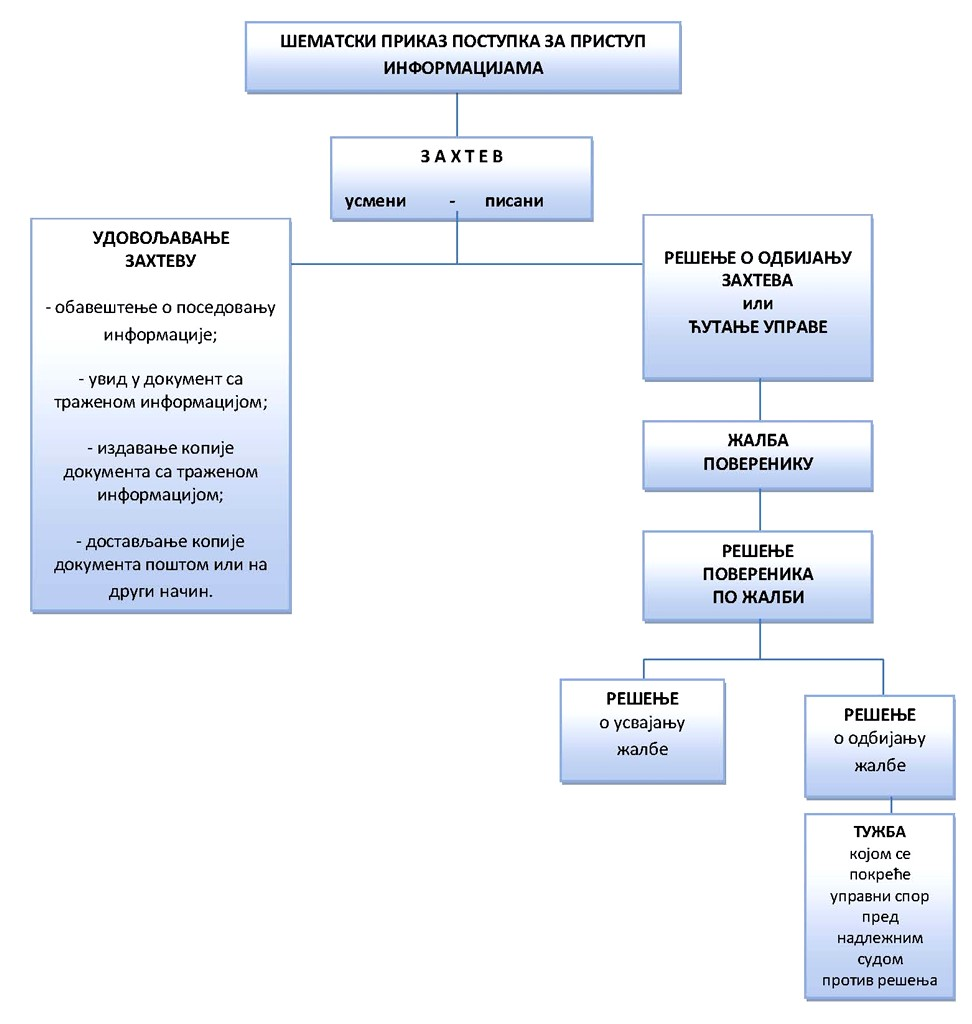 ШЕМАТСКИ ПРИКАЗ ПОСТУПКА ЗА ПРИСТУП
ИНФОРМАЦИЈАМА
З А Х Т Е В
усмени - писани
УДОВОЉАВАЊЕ
ЗАХТЕВУ
- обавештење о поседовању
информације;
- увид у документ са
траженом информацијом;
- издавање копије
документа са траженом
информацијом;
- достављање копије
документа поштом или на
други начин.
РЕШЕЊЕ О ОДБИЈАЊУ
ЗАХТЕВА
или
ЋУТАЊЕ УПРАВЕ
ЖАЛБА
ПОВЕРЕНИКУ
РЕШЕЊЕ
ПОВЕРЕНИКА
ПО ЖАЛБИ
РЕШЕЊЕ
о усвајању
жалбе
РЕШЕЊЕ
о одбијању
жалбе
ТУЖБА
којом се
покреће
управни спор
пред
надлежним
судом
против решења